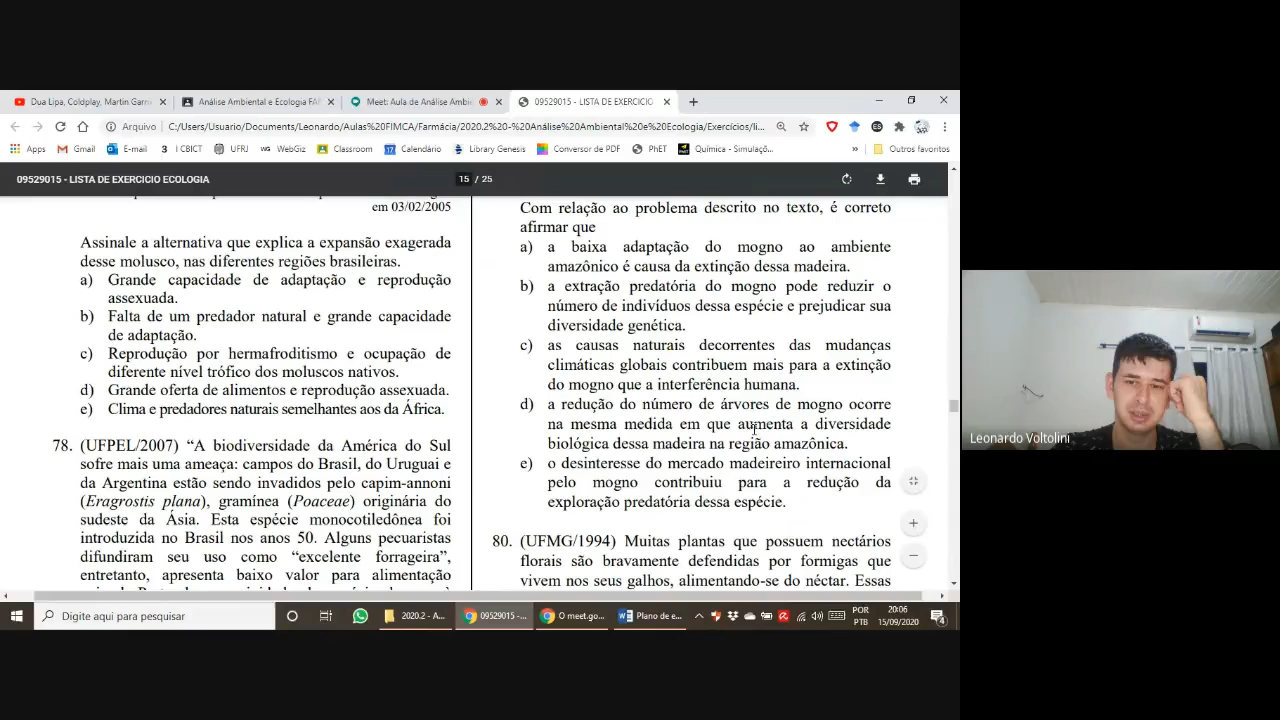 Dua Lipa, Coldplay, Martin Garri
Análise Ambiental e Ecologia FAR
Meet: Aula de Análise Ambie
09529015 - LISTA DE EXERCICIO
Arquivo
C:/Users/Usuario/Documents/Leonardo/Aulas%20FIMCA/Farmácia/2020.2%20-%20Análise%20Ambiental%20e%20Ecologia/Exercícios/li...
Apps
Gmail
E-mail
I CBICT
UFRJ
WebGiz
Classroom
Calendário
Library Genesis
Conversor de PDF
PhET
Química - Simulaçõ...
»
Outros favoritos
09529015 - LISTA DE EXERCICIO ECOLOGIA
15 / 25
em 03/02/2005
Assinale a alternativa que explica a expansão exagerada
desse molusco, nas diferentes regiões brasileiras.
a) Grande capacidade de adaptação e reprodução
assexuada.
b) Falta de um predador natural e grande capacidade
de adaptação.
c) Reprodução por hermafroditismo e ocupação de
diferente nível trófico dos moluscos nativos.
d) Grande oferta de alimentos e reprodução assexuada.
e) Clima e predadores naturais semelhantes aos da África.
78. (UFPEL/2007) “A biodiversidade da América do Sul
sofre mais uma ameaça: campos do Brasil, do Uruguai e
da Argentina estão sendo invadidos pelo capim-annoni
(Eragrostis plana), gramínea (Poaceae) originária do
sudeste da Ásia. Esta espécie monocotiledônea foi
introduzida no Brasil nos anos 50. Alguns pecuaristas
difundiram seu uso como “excelente forrageira”,
entretanto, apresenta baixo valor para alimentação
Com relação ao problema descrito no texto, é correto
afirmar que
a) a baixa adaptação do mogno ao ambiente
amazônico é causa da extinção dessa madeira.
b) a extração predatória do mogno pode reduzir o
número de indivíduos dessa espécie e prejudicar sua
diversidade genética.
c) as causas naturais decorrentes das mudanças
climáticas globais contribuem mais para a extinção
do mogno que a interferência humana.
d) a redução do número de árvores de mogno ocorre
na mesma medida em que aumenta a diversidade
biológica dessa madeira na região amazônica.
e) o desinteresse do mercado madeireiro internacional
pelo mogno contribuiu para a redução da
exploração predatória dessa espécie.
80. (UFMG/1994) Muitas plantas que possuem nectários
florais são bravamente defendidas por formigas que
vivem nos seus galhos, alimentando-se do néctar. Essas
Leonardo Voltolini
Digite aqui para pesquisar
2020.2 - A...
09529015 -...
O meet.go...
Plano de e...
POR
PTB
20:06
15/09/2020
4